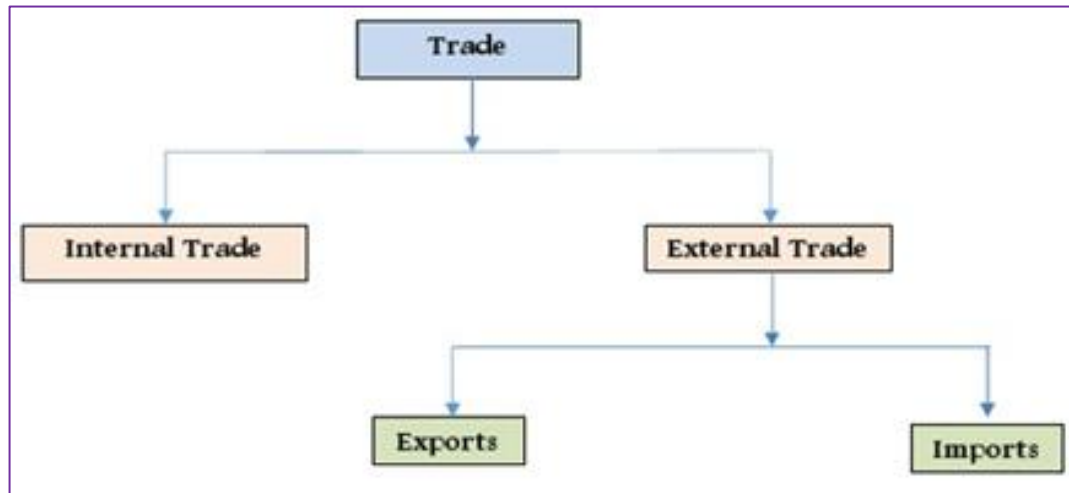 Trade
Internal Trade
External Trade
Exports
Imports